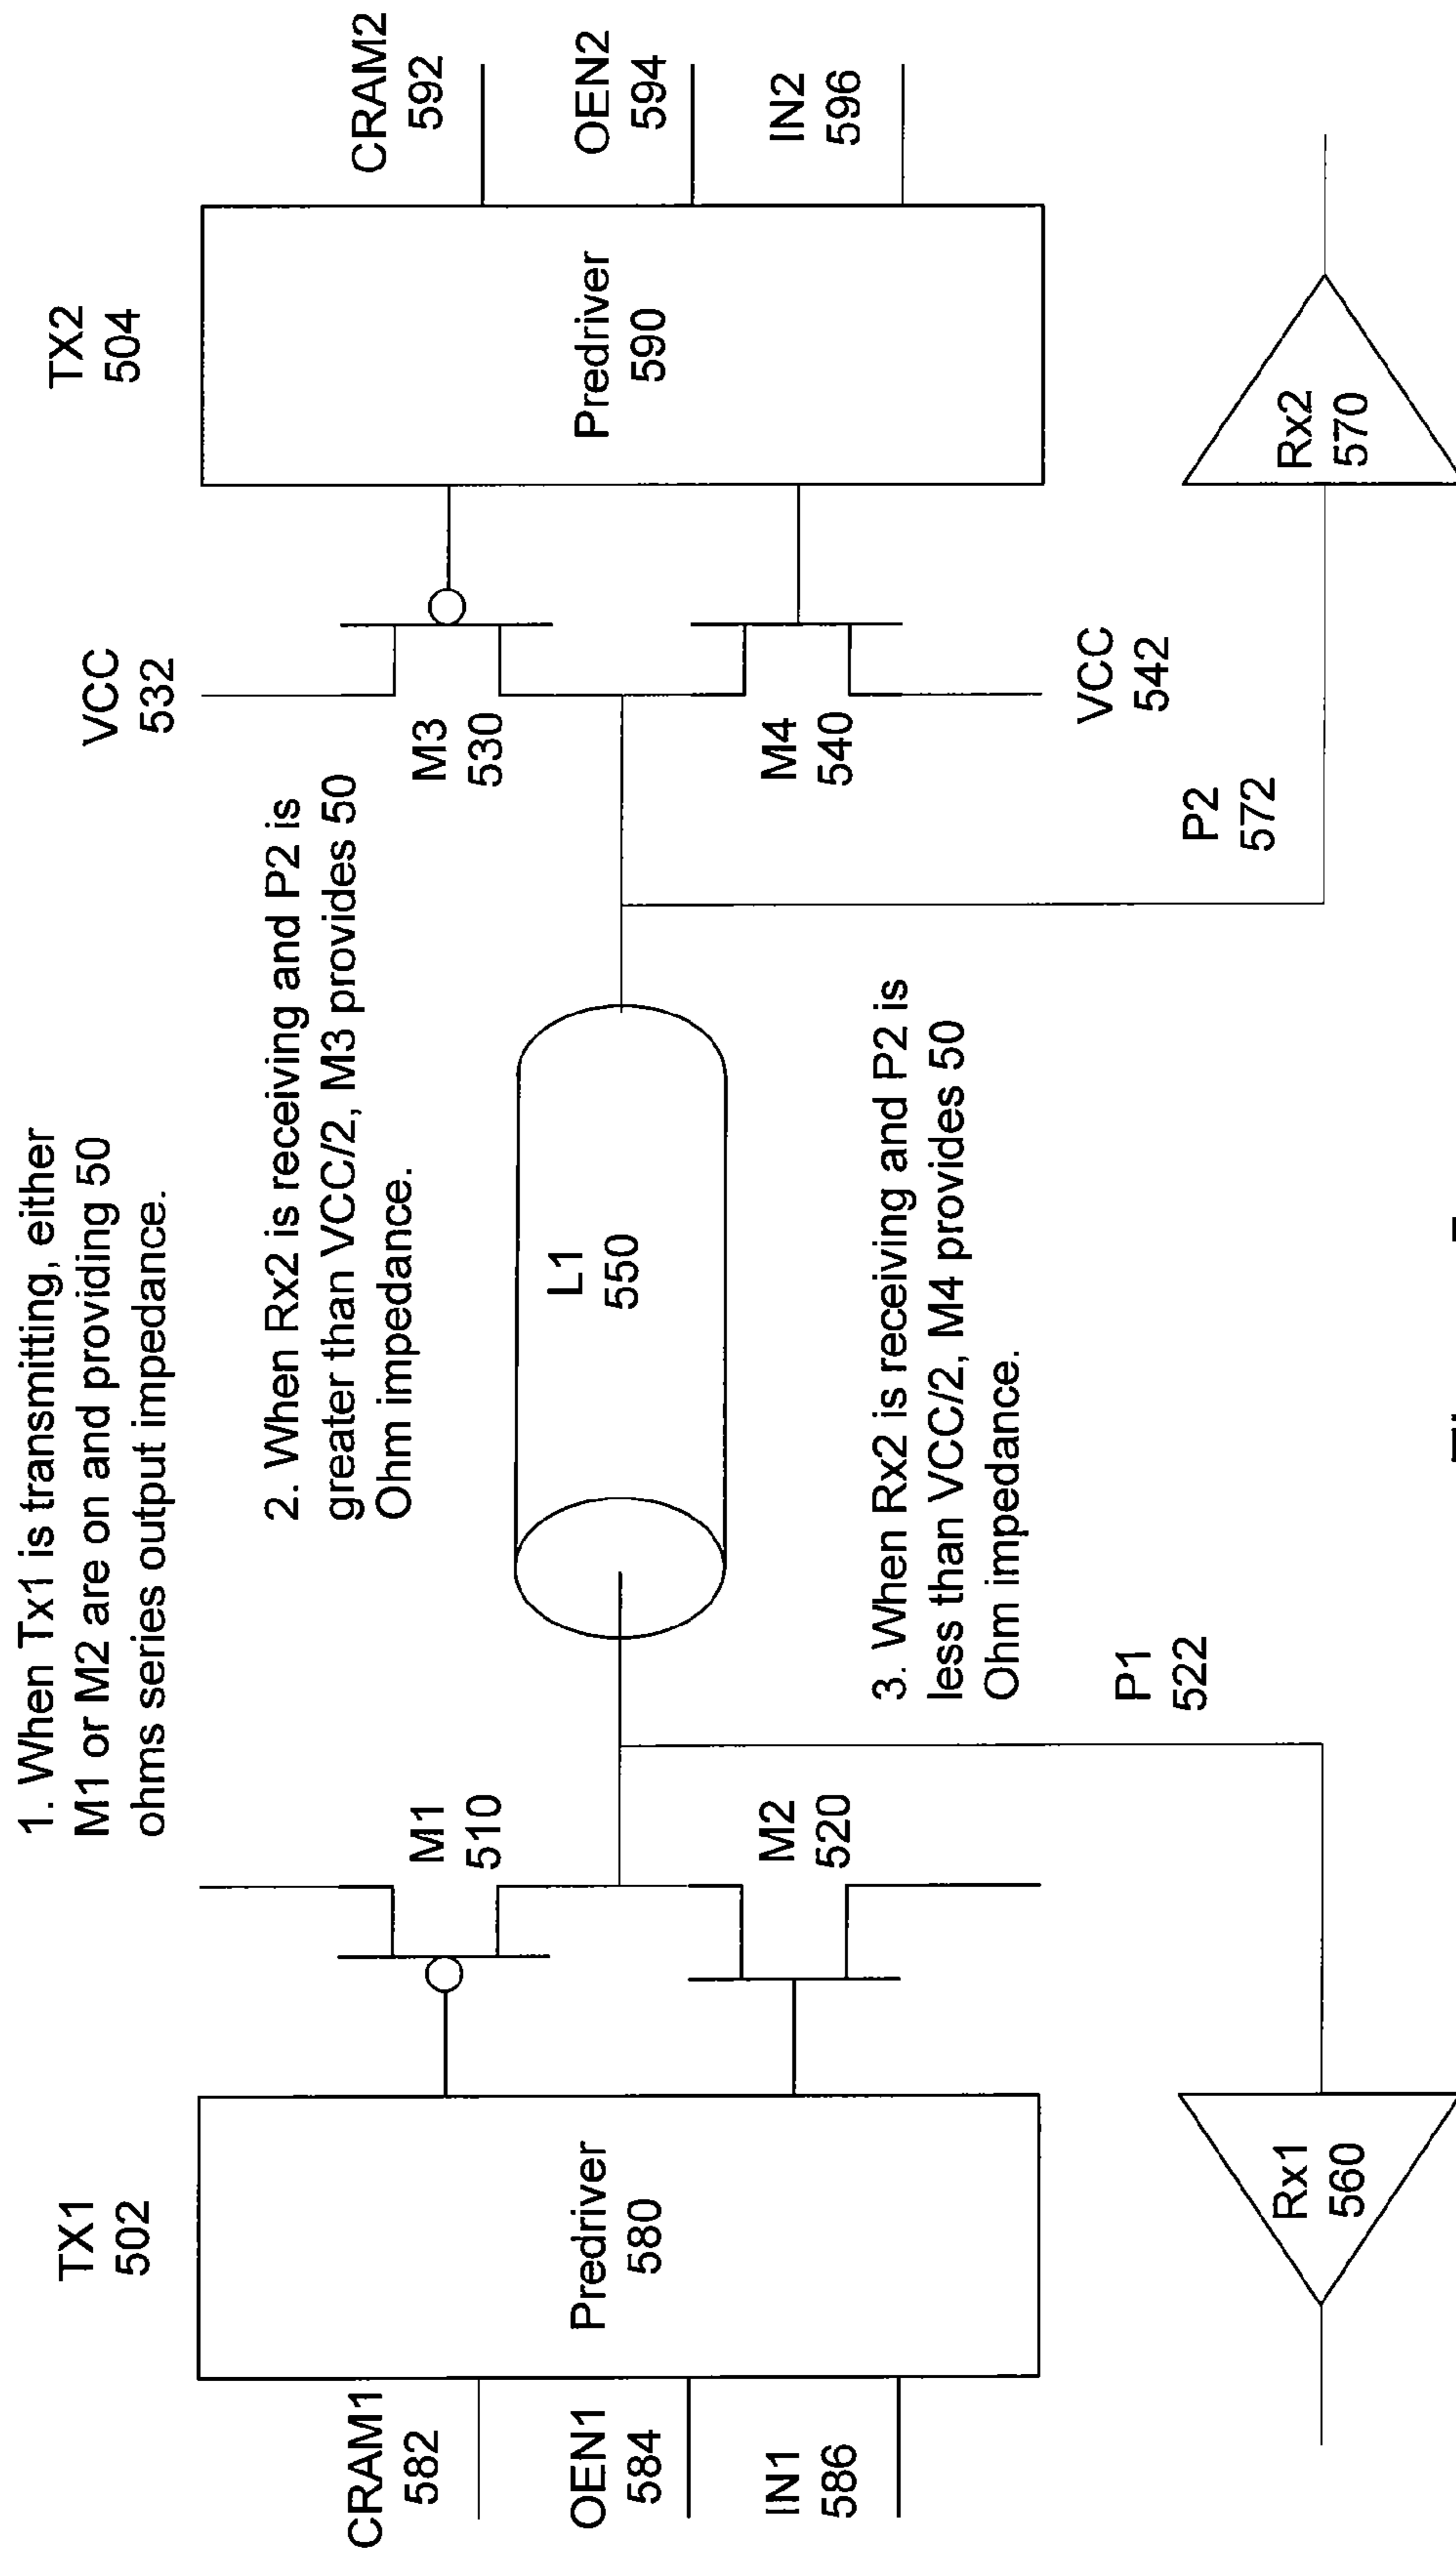 1. When Tx1 is transmitting, either
M1 or M2 are on and providing 50
ohms series output impedance.
2. When Rx2 is receiving and P2 is
greater than VCC/2, M3 provides 50
Ohm impedance.
TX1
502
TX2
504
CRAM1
582
OEN1
584
IN1
586
Predriver
580
M1
510
M2
520
L1
550
VCC
532
M3
530
M4
540
VCC
542
Predriver
590
CRAM2
592
OEN2
594
IN2
596
3. When Rx2 is receiving and P2 is
less than VCC/2, M4 provides 50
Ohm impedance.
P1
522
P2
572
Rx1
560
Rx2
570